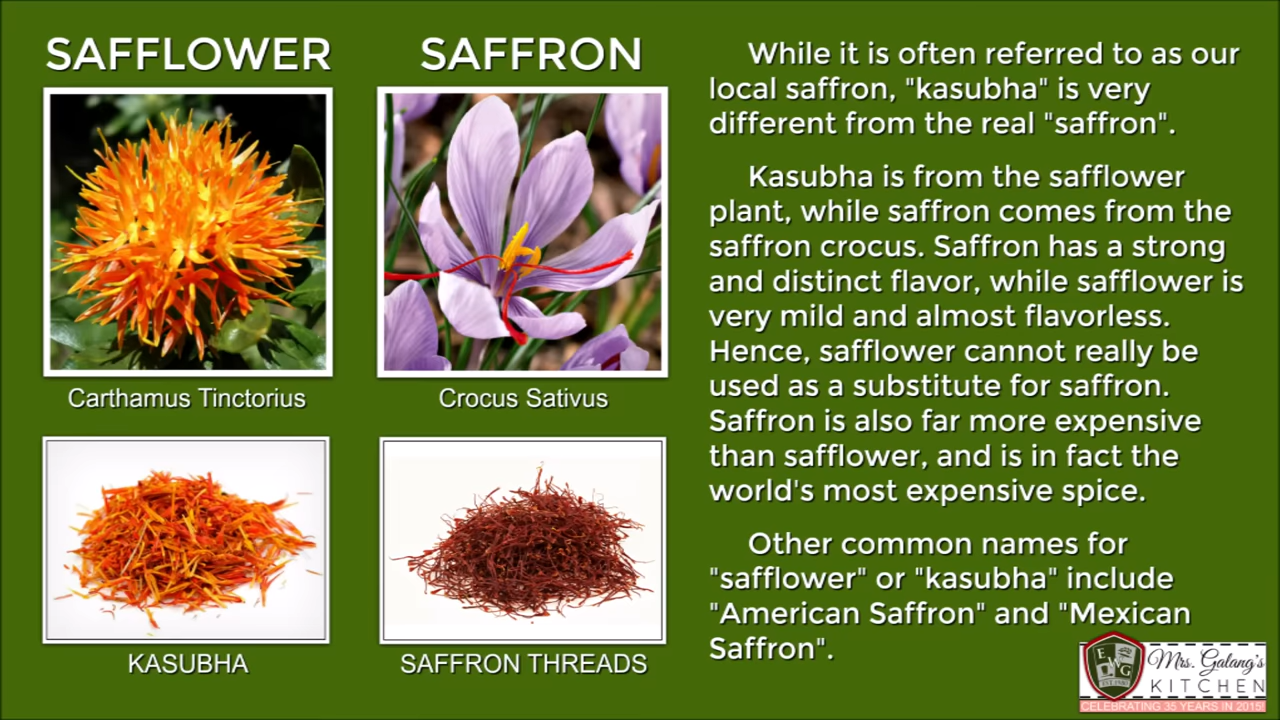 SAFFLOWER
SAFFRON
Carthamus Tinctorius
Crocus Sativus
KASUBHA
SAFFRON THREADS
While it is often referred to as our
local saffron, "kasubha" is very
different from the real "saffron".
Kasubha is from the safflower
plant, while saffron comes from the
saffron crocus. Saffron has a strong
and distinct flavor, while safflower is
very mild and almost flavorless.
Hence, safflower cannot really be
used as a substitute for saffron.
Saffron is also far more expensive
than safflower, and is in fact the
world's most expensive spice.
Other common names for
"safflower" or "kasubha" include
"American Saffron" and "Mexican
Saffron".
EWG
Mrs. Galang's
KITCHEN
CELEBRATING 35 YEARS IN 2015!